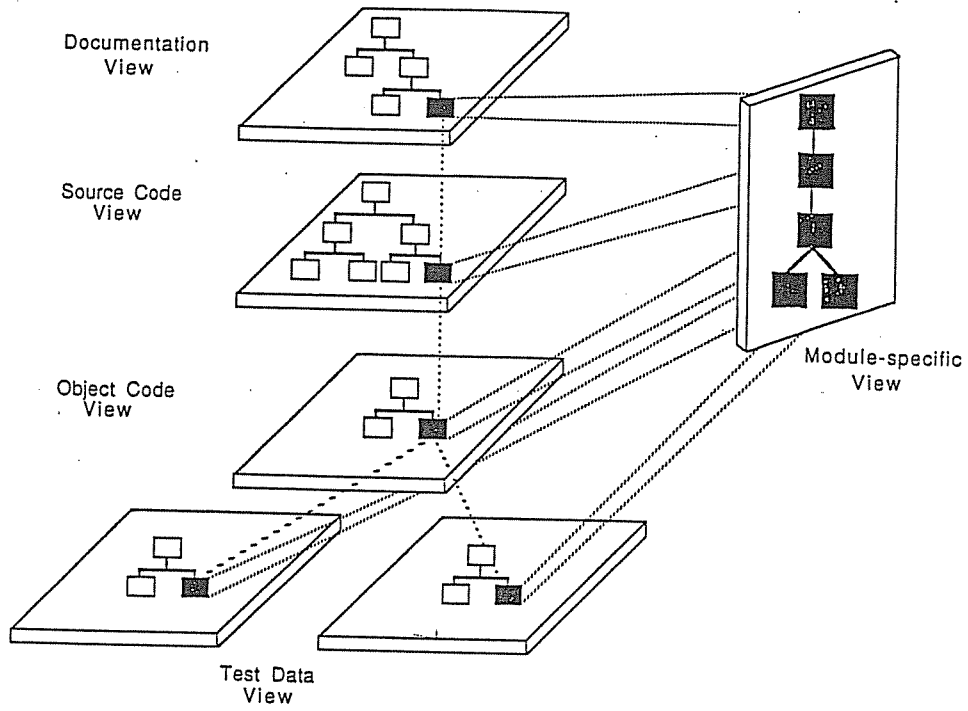 Documentation
View
Source Code
View
Object Code
View
Module-specific
View
Test Data
View